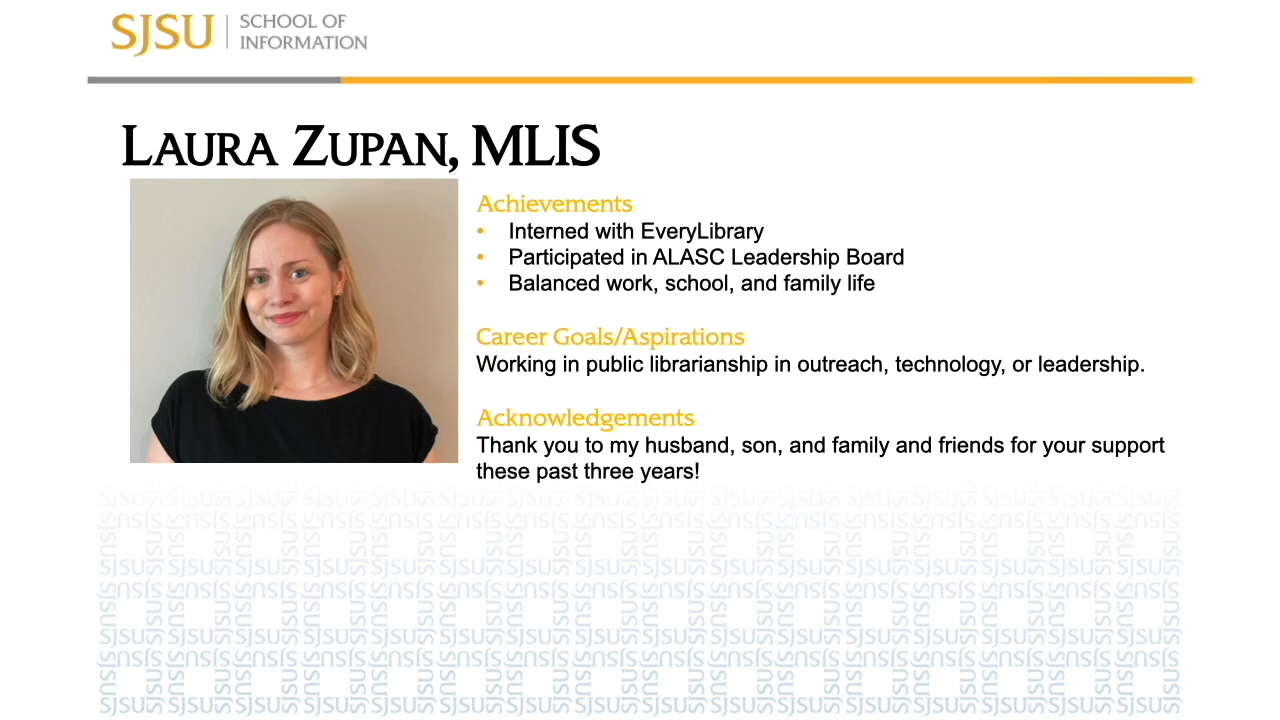 SJSU
SCHOOL OF
INFORMATION
LAURA ZUPAN, MLIS
Achievements
• Interned with EveryLibrary
• Participated in ALASC Leadership Board
• Balanced work, school, and family life
Career Goals/Aspirations
Working in public librarianship in outreach, technology, or leadership.
Acknowledgements
Thank you to my husband, son, and family and friends for your support
these past three years!